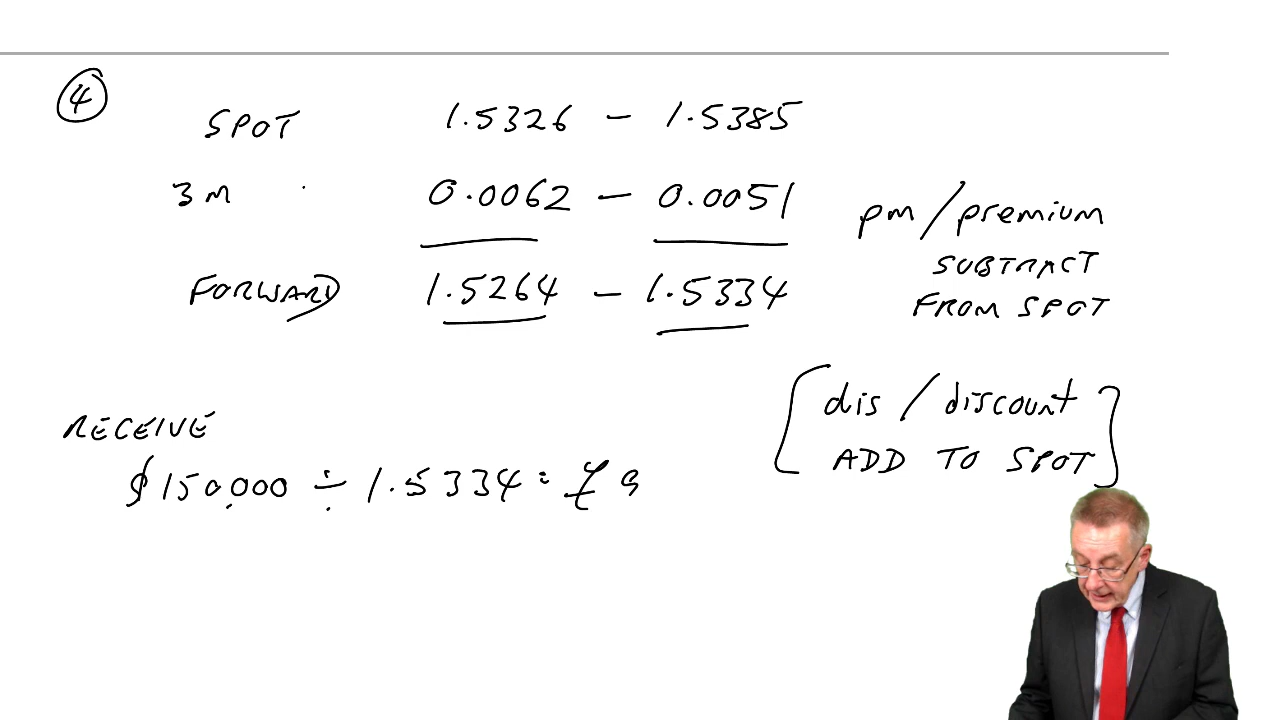 4
SPOT 1.5326 - 1.5385
3M 0.0062 - 0.0051 pm/premium
SUBTRACT
FORWARD 1.5264 - 1.5334 FROM SPOT
[dis / discount
ADD TO SPOT]
RECEIVE
$150,000 ÷ 1.5334 = £ 9